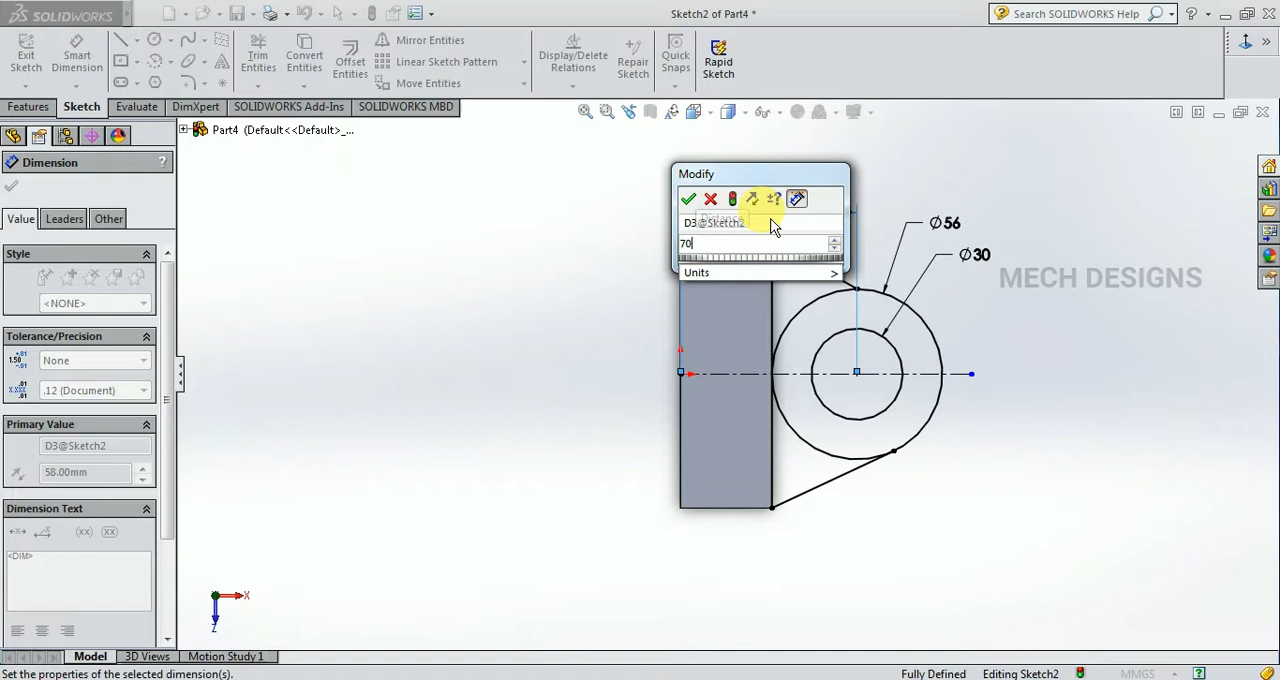 SOLIDWORKS
Sketch2 of Part4 *
Search SOLIDWORKS Help
Exit Sketch
Smart Dimension
Trim Entities
Convert Entities
Offset Entities
Mirror Entities
Linear Sketch Pattern
Move Entities
Display/Delete Relations
Repair Sketch
Quick Snaps
Rapid Sketch
Features
Sketch
Evaluate
DimXpert
SOLIDWORKS Add-Ins
SOLIDWORKS MBD
Part4 (Default<<Default>_...
Dimension
?
Value
Leaders
Other
Style
<NONE>
Tolerance/Precision
None
.12 (Document)
Primary Value
D3@Sketch2
58.00mm
Dimension Text
<DIM>
Modify
D3@Sketch2
Distance
70
Units >
Ø56
Ø30
MECH DESIGNS
X
Z
Model
3D Views
Motion Study 1
Set the properties of the selected dimension(s).
Fully Defined
Editing Sketch2
MMGS